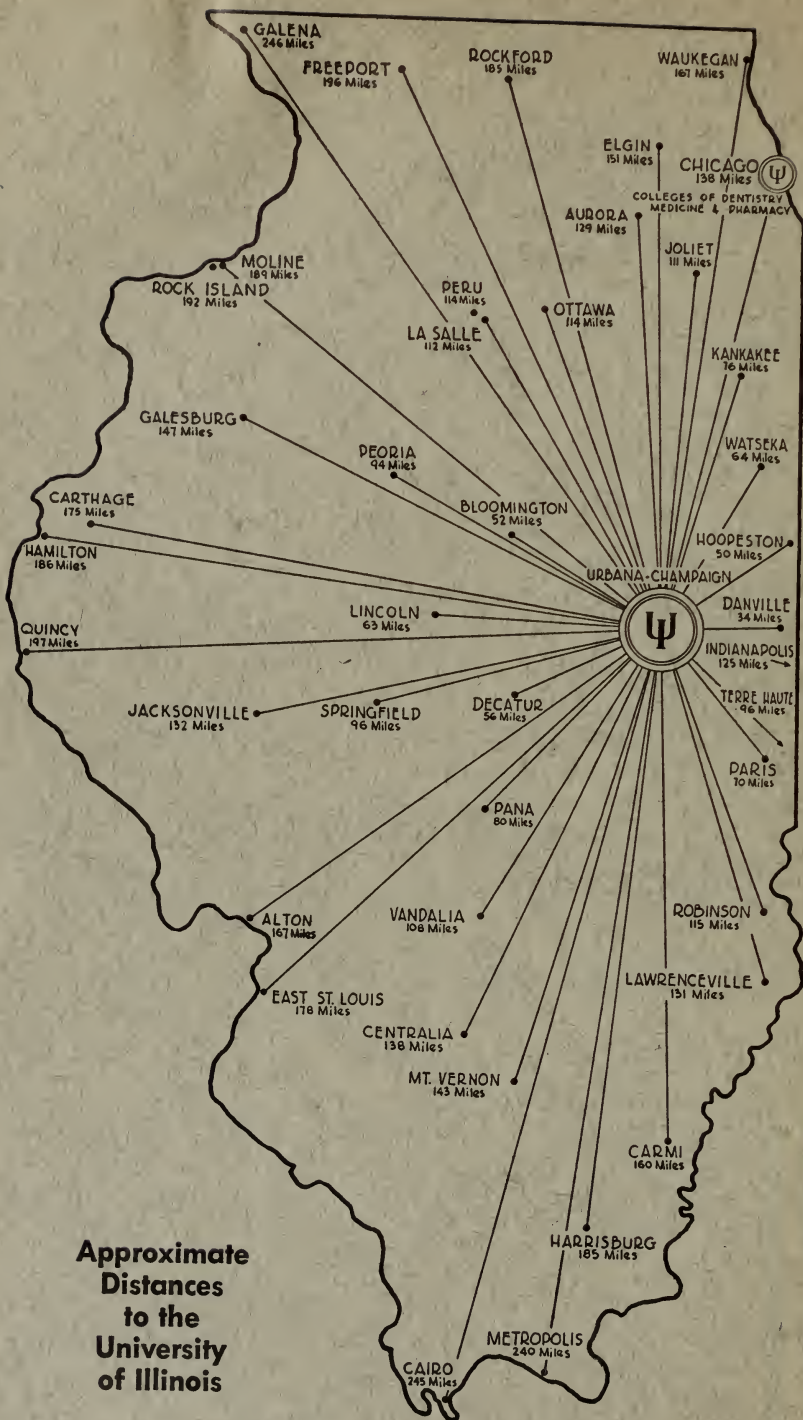 GALENA
246 Miles
FREEPORT
196 Miles
ROCKFORD
185 Miles
WAUKEGAN
167 Miles
ELGIN
151 Miles
CHICAGO
138 Miles
COLLEGES OF DENTISTRY
MEDICINE & PHARMACY
AURORA
129 Miles
JOLIET
111 Miles
MOLINE
189 Miles
ROCK ISLAND
192 Miles
PERU
114 Miles
LA SALLE
112 Miles
OTTAWA
114 Miles
KANKAKEE
76 Miles
GALESBURG
147 Miles
PEORIA
94 Miles
WATSEKA
64 Miles
CARTHAGE
175 Miles
BLOOMINGTON
52 Miles
HAMILTON
186 Miles
HOOPESTON
50 Miles
URBANA-CHAMPAIGN
UI
LINCOLN
63 Miles
DANVILLE
34 Miles
QUINCY
197 Miles
INDIANAPOLIS
125 Miles
JACKSONVILLE
132 Miles
SPRINGFIELD
96 Miles
DECATUR
56 Miles
TERRE HAUTE
96 Miles
PARIS
70 Miles
PANA
80 Miles
ALTON
167 Miles
VANDALIA
108 Miles
ROBINSON
115 Miles
EAST ST. LOUIS
178 Miles
LAWRENCEVILLE
131 Miles
CENTRALIA
138 Miles
MT. VERNON
143 Miles
CARMI
160 Miles
HARRISBURG
185 Miles
METROPOLIS
240 Miles
CAIRO
245 Miles
Approximate
Distances
to the
University
of Illinois